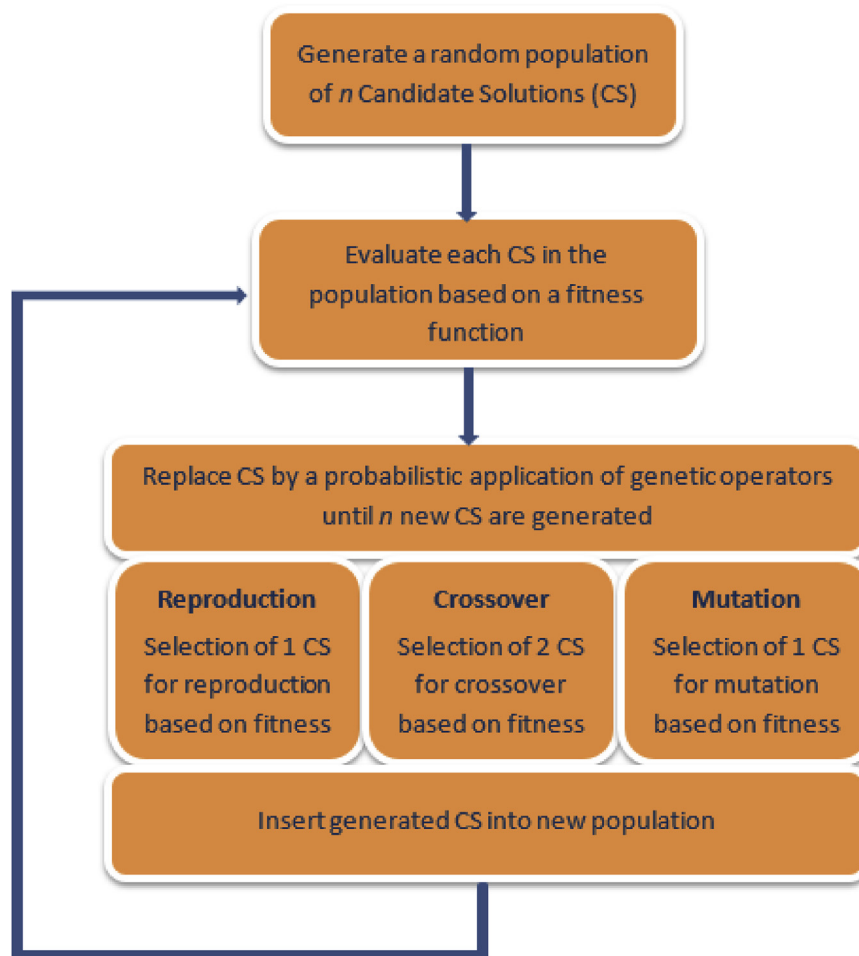 Generate a random population
of n Candidate Solutions (CS)
Evaluate each CS in the
population based on a fitness
function
Replace CS by a probabilistic application of genetic operators
until n new CS are generated
Reproduction
Selection of 1 CS
for reproduction
based on fitness
Crossover
Selection of 2 CS
for crossover
based on fitness
Mutation
Selection of 1 CS
for mutation
based on fitness
Insert generated CS into new population